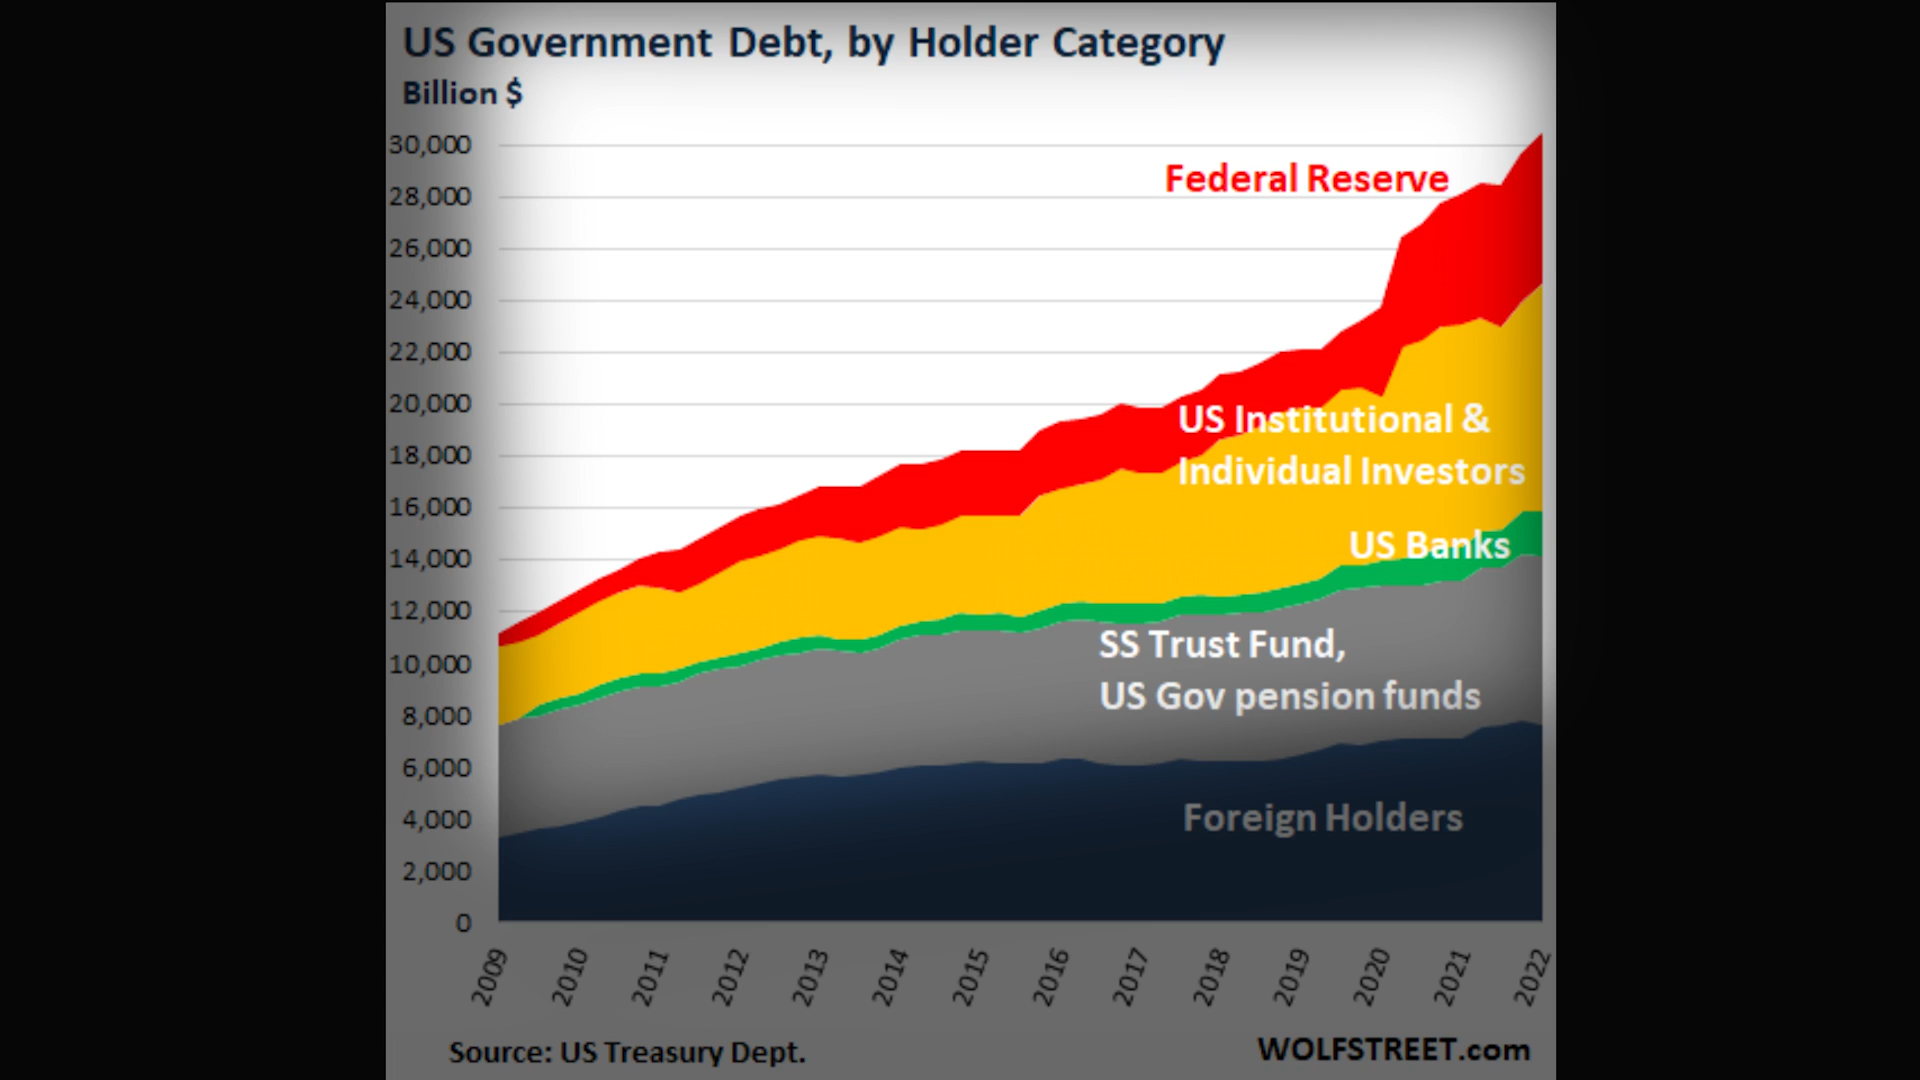 US Government Debt, by Holder Category
Billion $
30,000
28,000
26,000
24,000
22,000
20,000
18,000
16,000
14,000
12,000
10,000
8,000
6,000
4,000
2,000
0
Federal Reserve
US Institutional &
Individual Investors
US Banks
SS Trust Fund,
US Gov pension funds
Foreign Holders
2009
2010
2011
2012
2013
2014
2015
2016
2017
2018
2019
2020
2021
2022
Source: US Treasury Dept.
WOLFSTREET.com